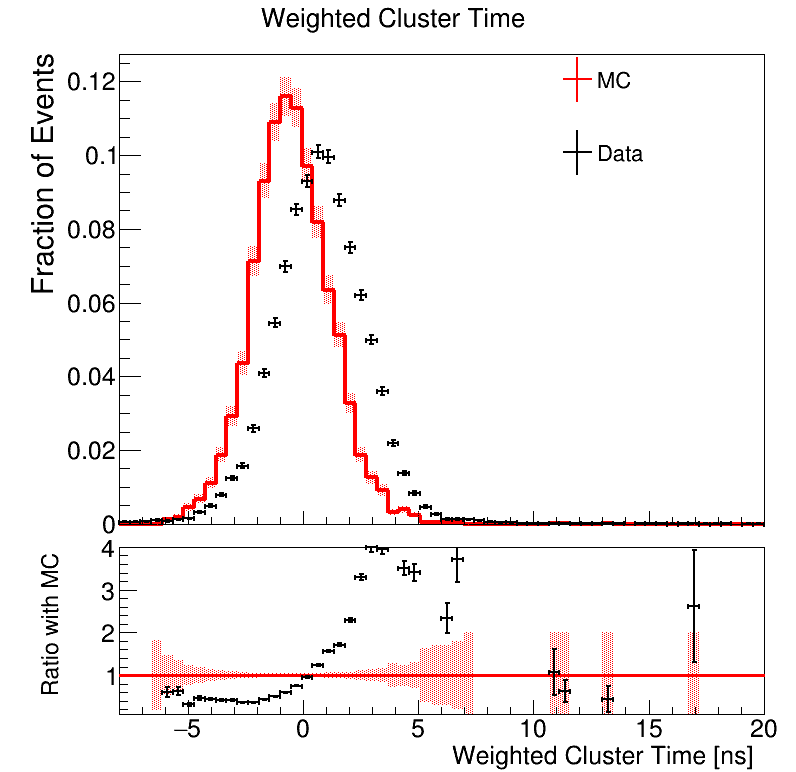 Weighted Cluster Time
Fraction of Events
0.12
0.1
0.08
0.06
0.04
0.02
0
MC
Data
Ratio with MC
4
3
2
1
−5 0 5 10 15 20
Weighted Cluster Time [ns]